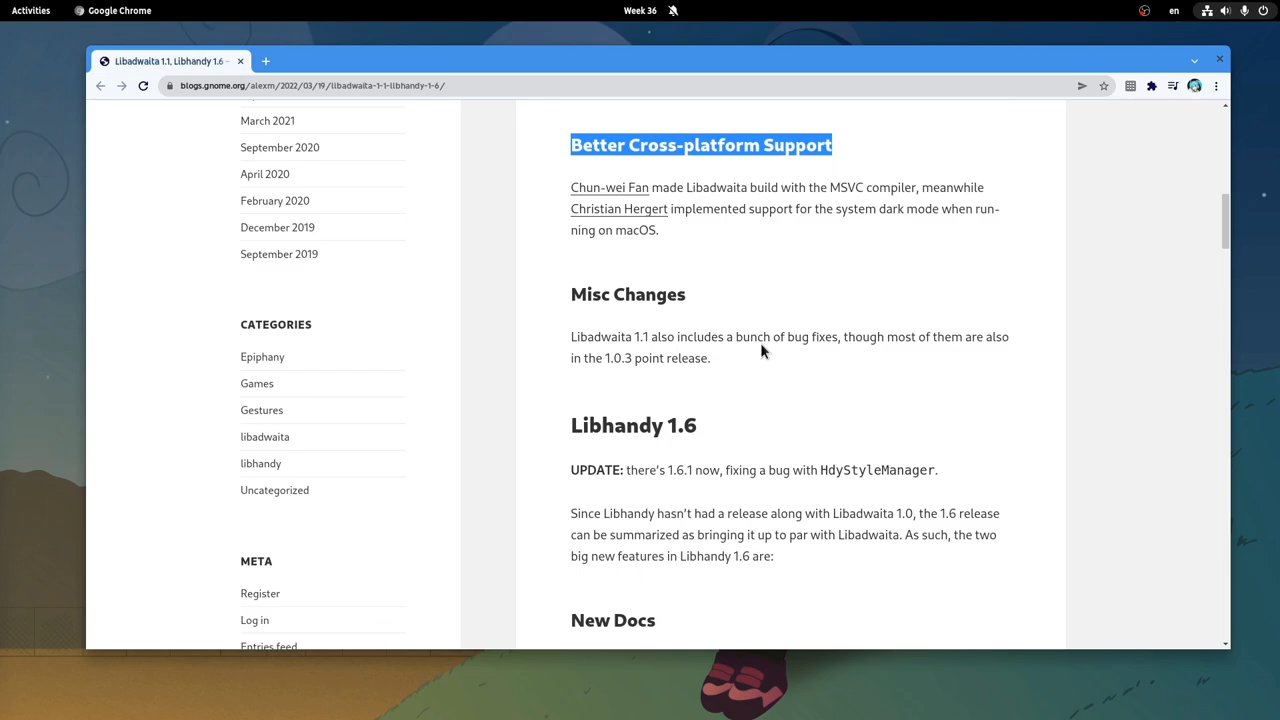 Activities
Google Chrome
Week 36
en
Libadwaita 1.1, Libhandy 1.6 –
blogs.gnome.org/alexm/2022/03/19/libadwaita-1-1-libhandy-1-6/
March 2021
September 2020
April 2020
February 2020
December 2019
September 2019
CATEGORIES
Epiphany
Games
Gestures
libadwaita
libhandy
Uncategorized
META
Register
Log in
Entries feed
Better Cross-platform Support
Chun-wei Fan made Libadwaita build with the MSVC compiler, meanwhile
Christian Hergert implemented support for the system dark mode when run-
ning on macOS.
Misc Changes
Libadwaita 1.1 also includes a bunch of bug fixes, though most of them are also
in the 1.0.3 point release.
Libhandy 1.6
UPDATE: there's 1.6.1 now, fixing a bug with HdyStyleManager.
Since Libhandy hasn't had a release along with Libadwaita 1.0, the 1.6 release
can be summarized as bringing it up to par with Libadwaita. As such, the two
big new features in Libhandy 1.6 are:
New Docs